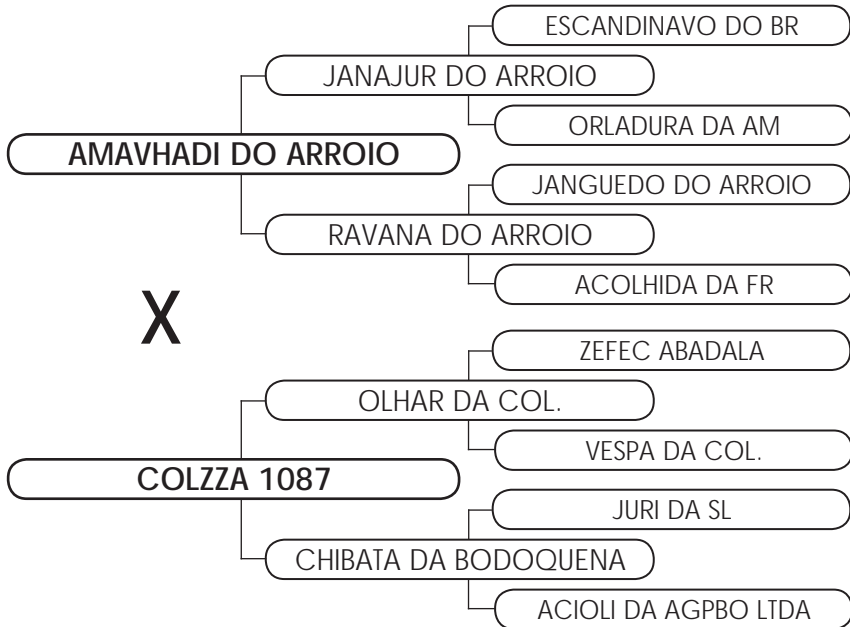 ESCANDINAVO DO BR
JANAJUR DO ARROIO
ORLADURA DA AM
AMAVHADI DO ARROIO
JANGUEDO DO ARROIO
RAVANA DO ARROIO
ACOLHIDA DA FR
X
ZEFEC ABADALA
OLHAR DA COL.
VESPA DA COL.
COLZZA 1087
JURI DA SL
CHIBATA DA BODOQUENA
ACIOLI DA AGPBO LTDA